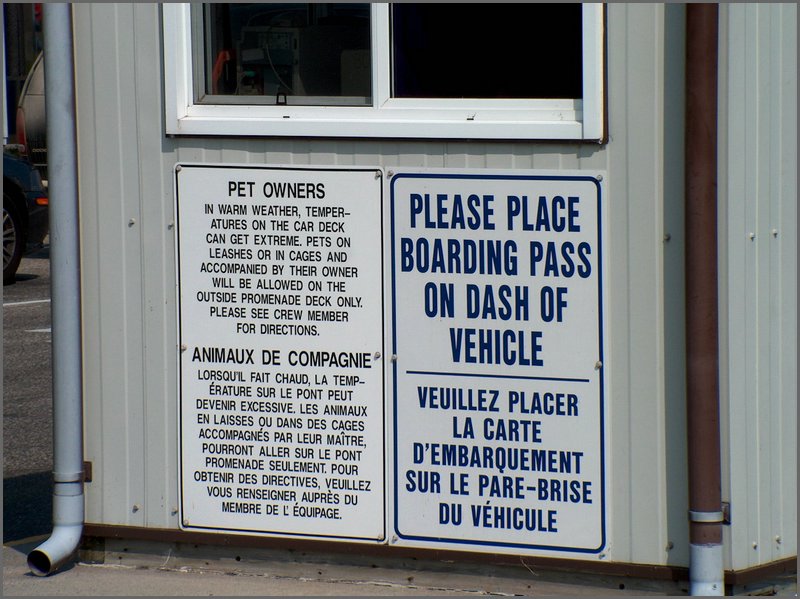 PET OWNERS
IN WARM WEATHER, TEMPER-
ATURES ON THE CAR DECK
CAN GET EXTREME. PETS ON
LEASHES OR IN CAGES AND
ACCOMPANIED BY THEIR OWNER
WILL BE ALLOWED ON THE
OUTSIDE PROMENADE DECK ONLY.
PLEASE SEE CREW MEMBER
FOR DIRECTIONS.
ANIMAUX DE COMPAGNIE
LORSQU'IL FAIT CHAUD, LA TEMP-
ÉRATURE SUR LE PONT PEUT
DEVENIR EXCESSIVE. LES ANIMAUX
EN LAISSES OU DANS DES CAGES
ACCOMPAGNÉS PAR LEUR MAÎTRE,
POURRONT ALLER SUR LE PONT
PROMENADE SEULEMENT. POUR
OBTENIR DES DIRECTIVES, VEUILLEZ
VOUS RENSEIGNER AUPRÈS DU
MEMBRE DE L' ÉQUIPAGE.
PLEASE PLACE
BOARDING PASS
ON DASH OF
VEHICLE
VEUILLEZ PLACER
LA CARTE
D'EMBARQUEMENT
SUR LE PARE-BRISE
DU VÉHICULE